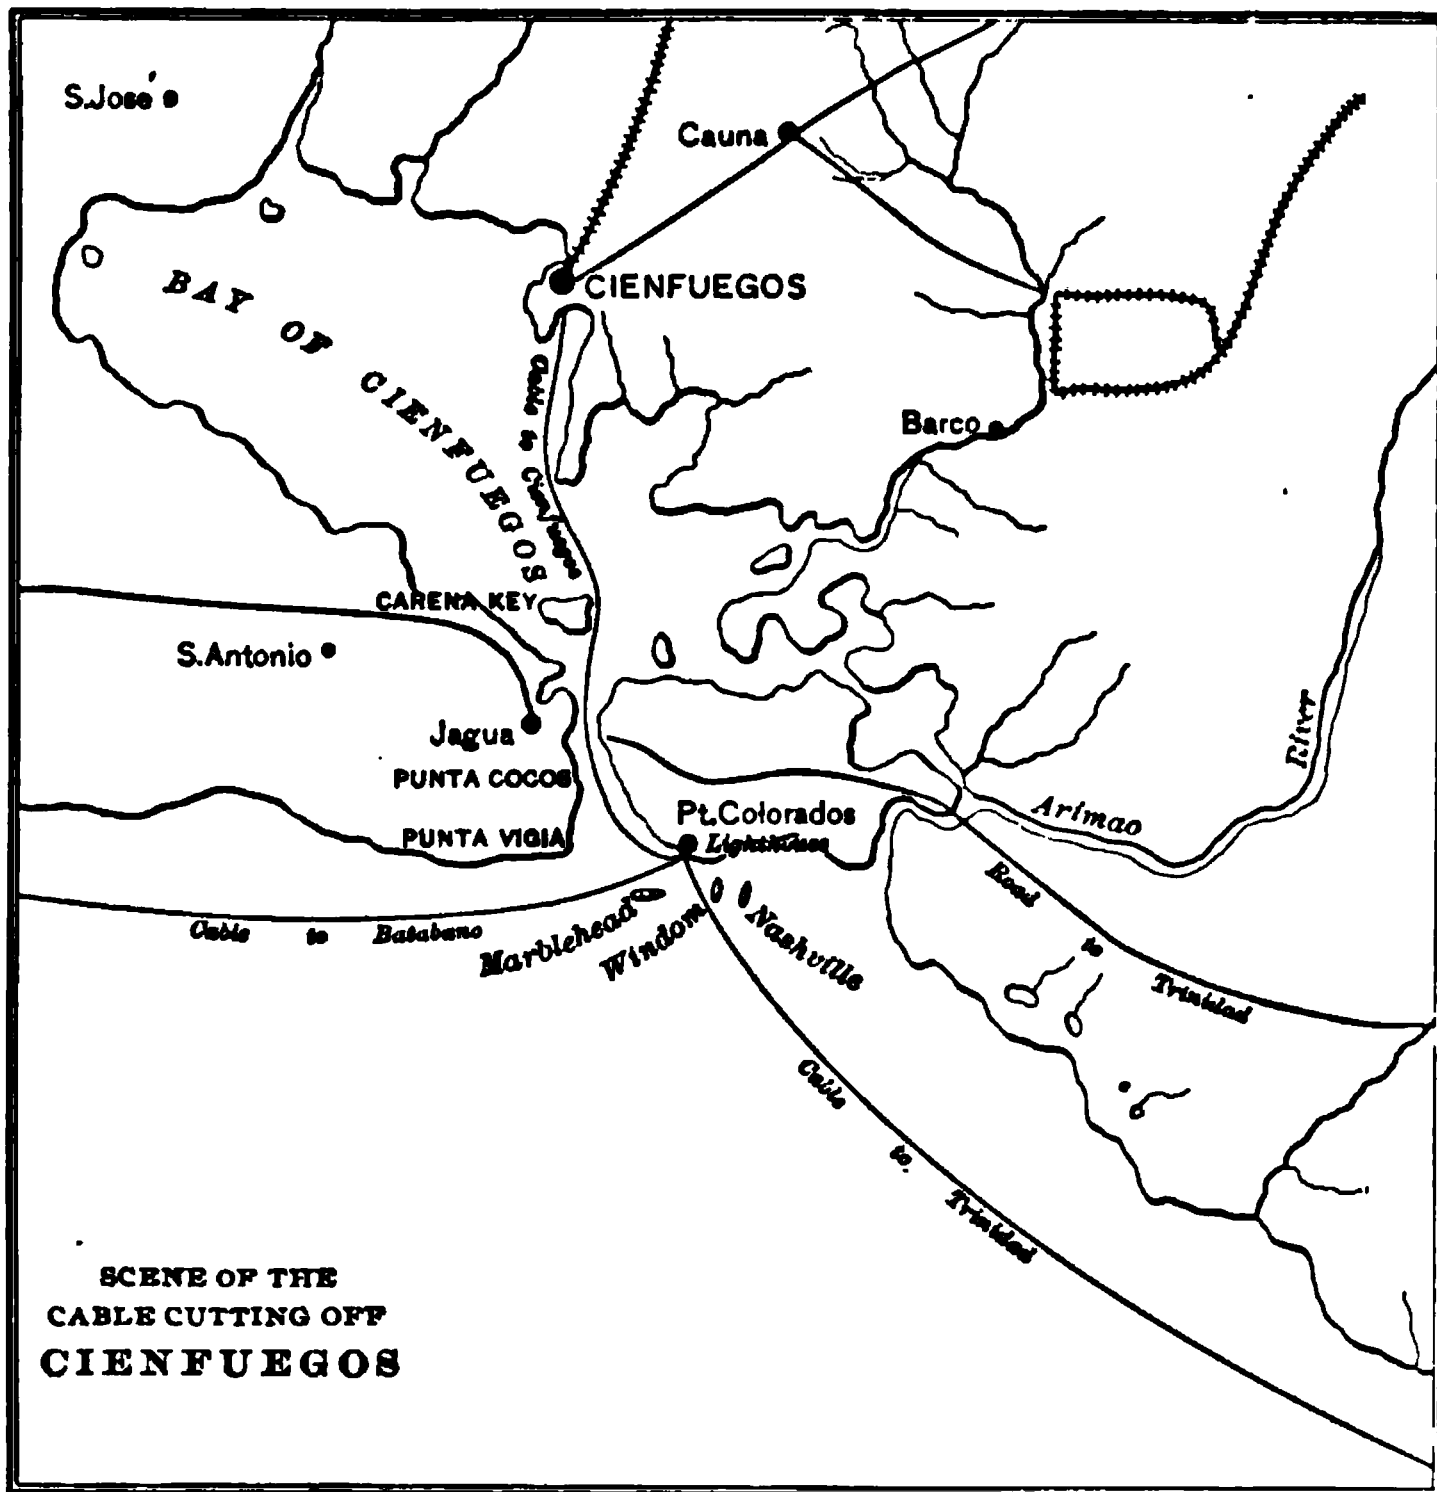 S.José
Cauna
CIENFUEGOS
BAY OF CIENFUEGOS
Cable to Cienfuegos
Barco
CARENA KEY
S.Antonio
Jagua
PUNTA COCOS
PUNTA VIGIA
Pt.Colorados
Lighthouse
River
Arimao
Road to Trinidad
Cable to Batabano
Marblehead
Windom
Nashville
Cable to Trinidad
SCENE OF THE
CABLE CUTTING OFF
CIENFUEGOS